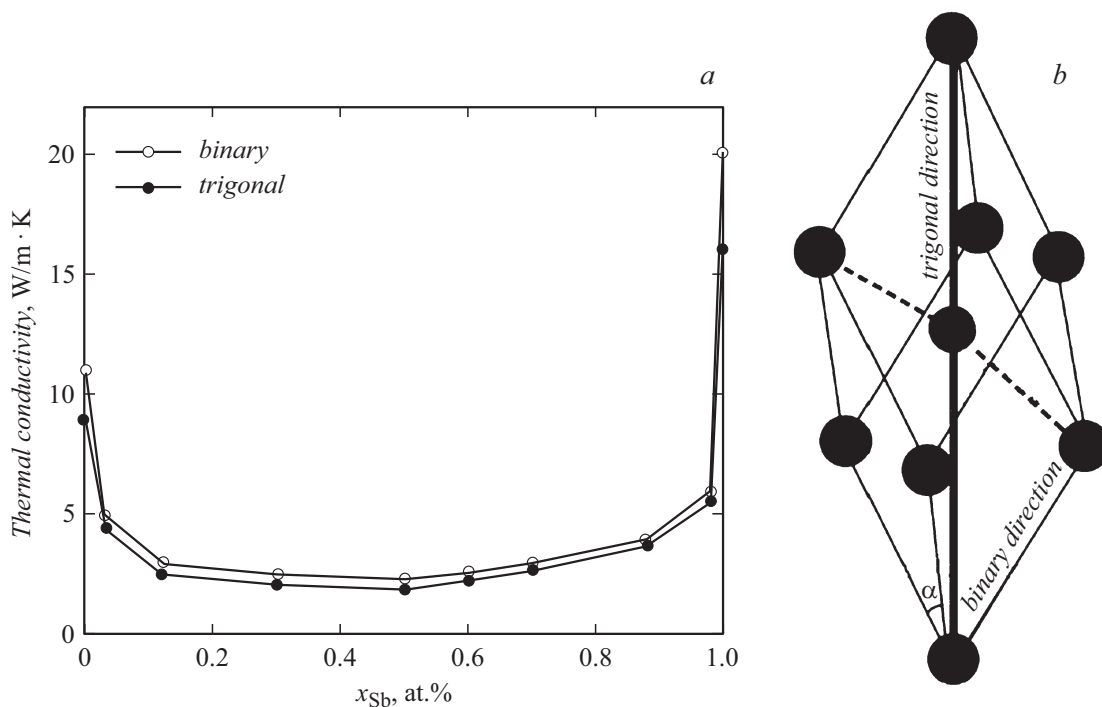 a
binary
trigonal
Thermal conductivity, W/m · K
20
15
10
5
0
0
0.2
0.4
0.6
0.8
1.0
x_Sb, at.%
b
trigonal direction
binary direction
α